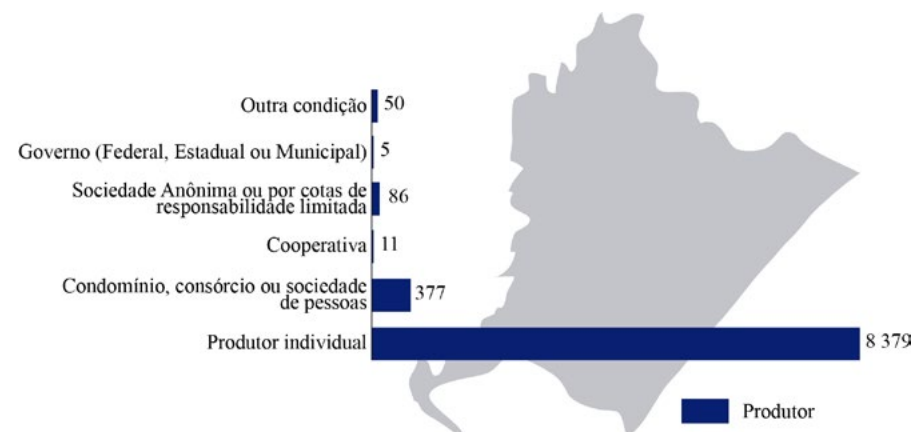 Outra condição 50
Governo (Federal, Estadual ou Municipal) 5
Sociedade Anônima ou por cotas de
responsabilidade limitada 86
Cooperativa 11
Condomínio, consórcio ou sociedade
de pessoas 377
Produtor individual 8 379
Produtor